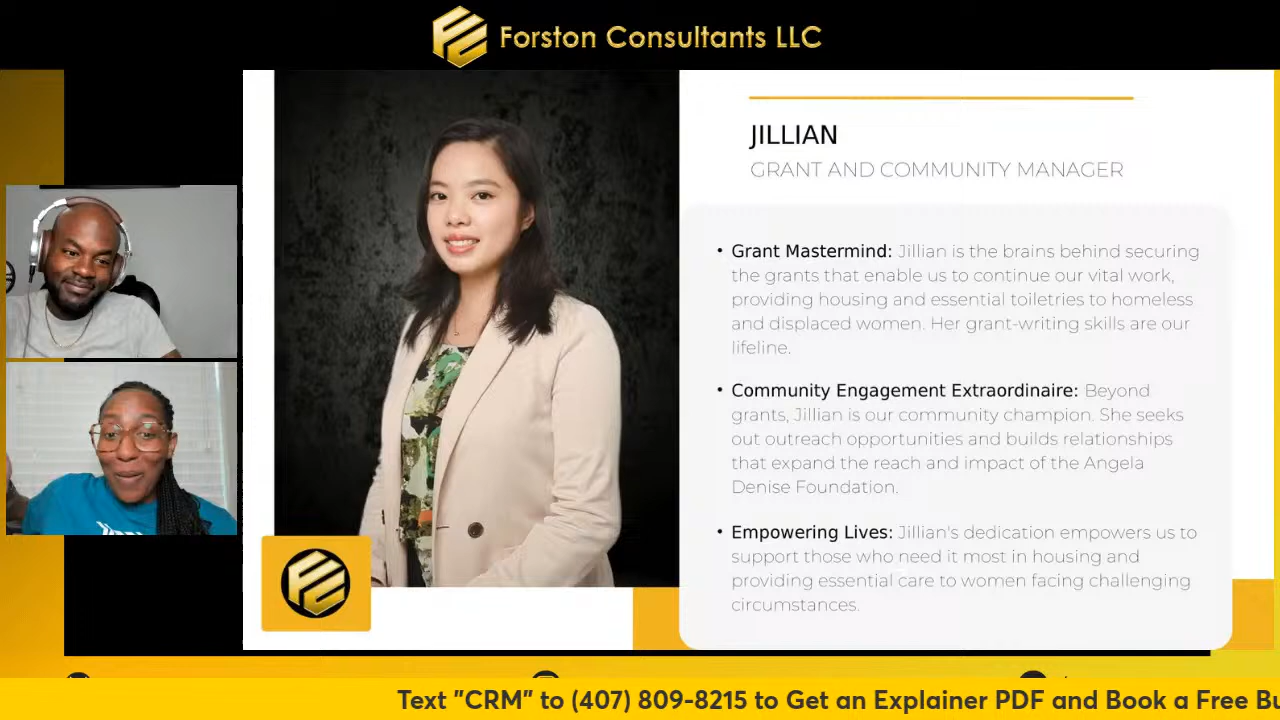 Forston Consultants LLC
JILLIAN
GRANT AND COMMUNITY MANAGER
• Grant Mastermind: Jillian is the brains behind securing
the grants that enable us to continue our vital work,
providing housing and essential toiletries to homeless
and displaced women. Her grant-writing skills are our
lifeline.
• Community Engagement Extraordinaire: Beyond
grants, Jillian is our community champion. She seeks
out outreach opportunities and builds relationships
that expand the reach and impact of the Angela
Denise Foundation.
• Empowering Lives: Jillian's dedication empowers us to
support those who need it most in housing and
providing essential care to women facing challenging
circumstances.
Text "CRM" to (407) 809-8215 to Get an Explainer PDF and Book a Free